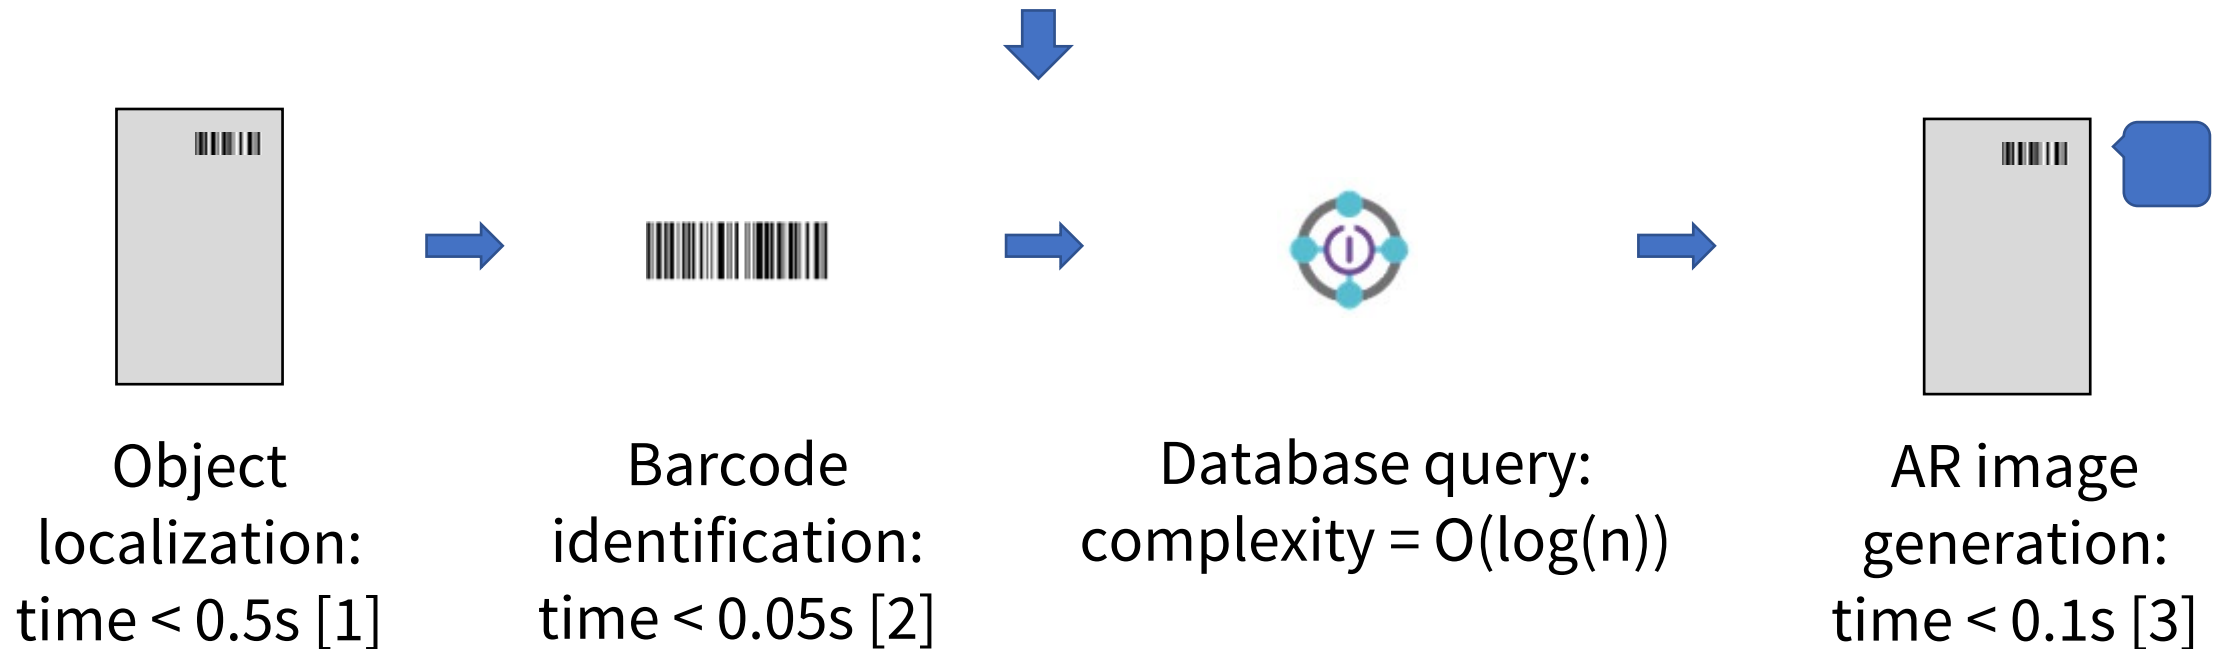 Object
localization:
time < 0.5s [1]
Barcode
identification:
time < 0.05s [2]
Database query:
complexity = O(log(n))
AR image
generation:
time < 0.1s [3]